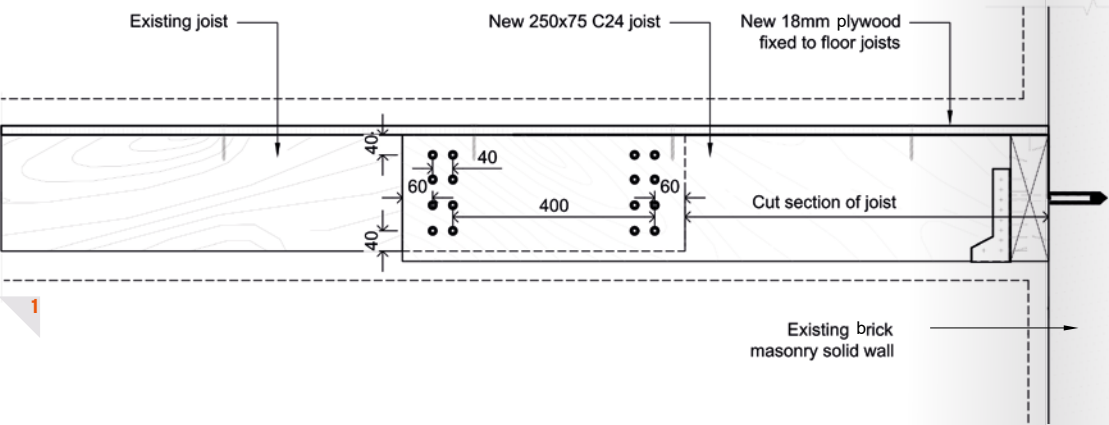 Existing joist
New 250x75 C24 joist
New 18mm plywood
fixed to floor joists
40
40
60
60
400
Cut section of joist
40
1
Existing brick
masonry solid wall